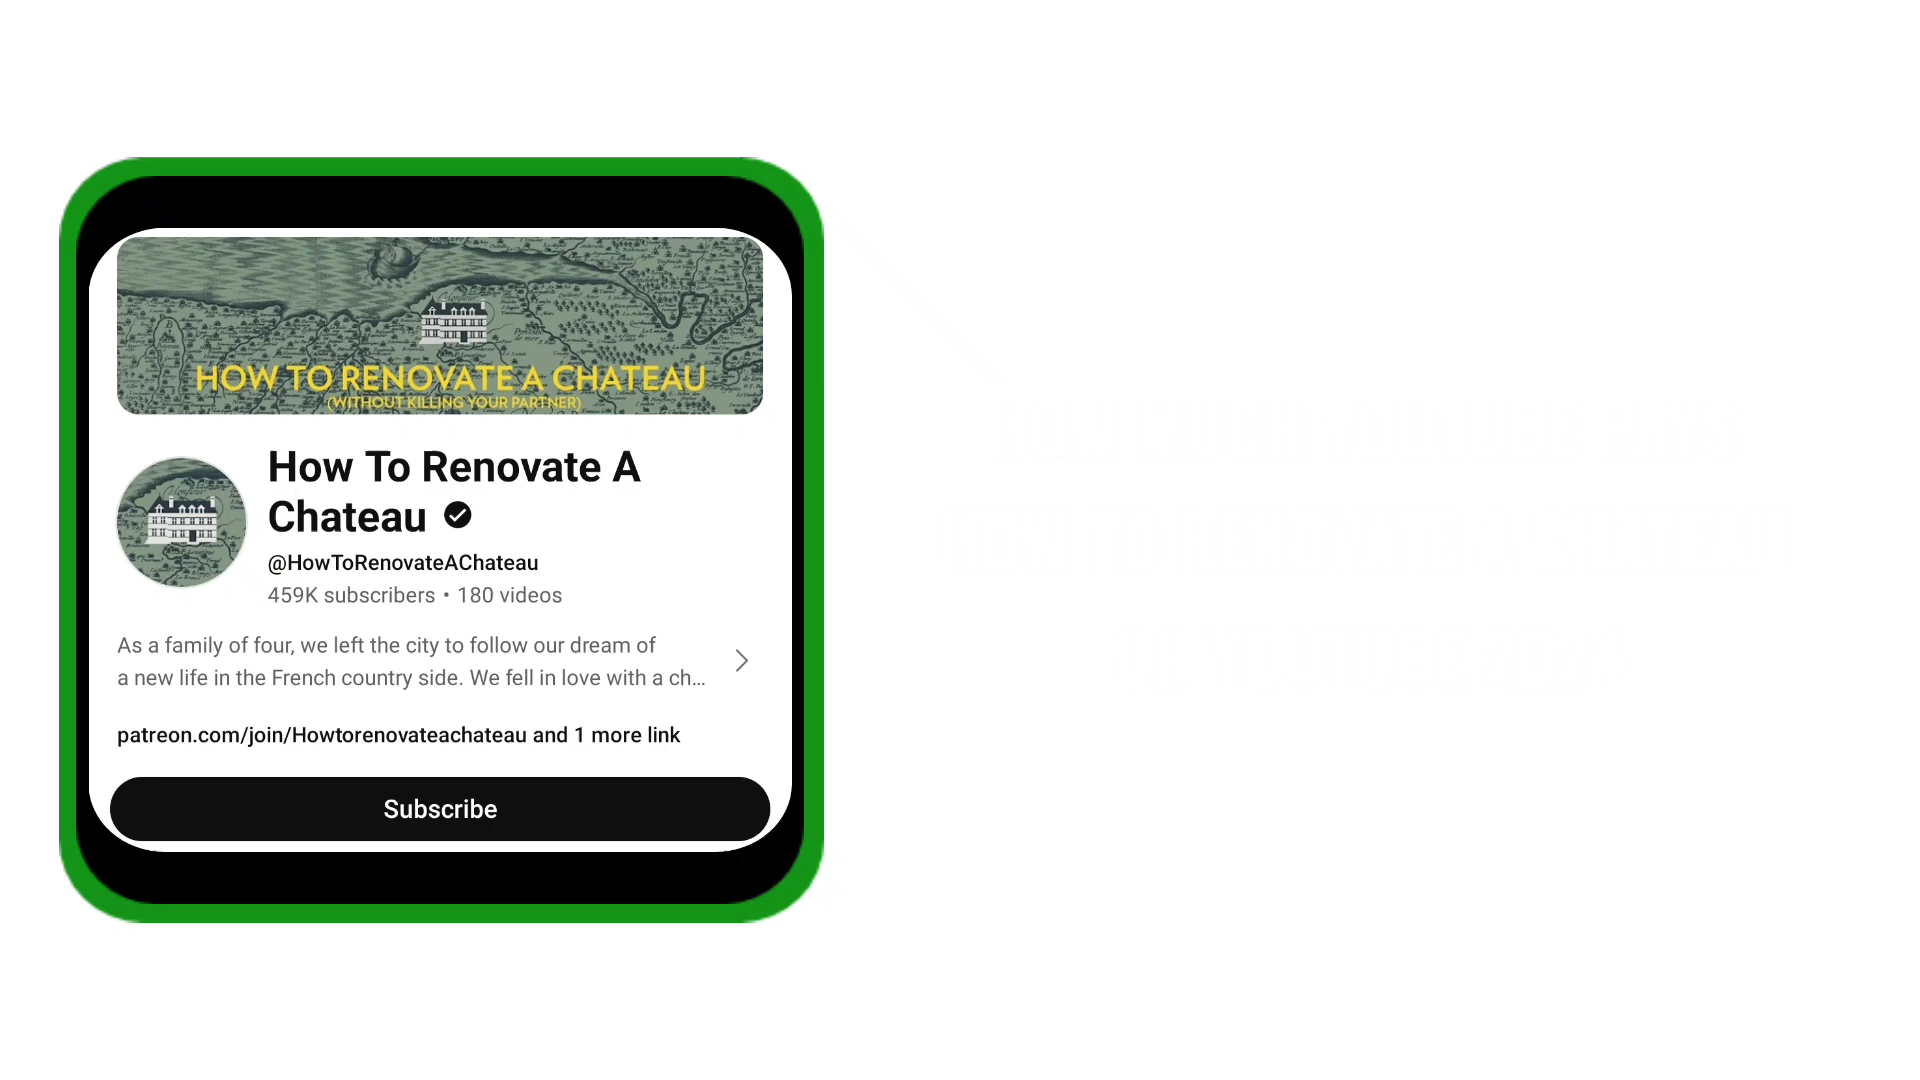 HOW TO RENOVATE A CHATEAU
(WITHOUT KILLING YOUR PARTNER)
How To Renovate A
Chateau
@HowToRenovateAChateau
459K subscribers • 180 videos
As a family of four, we left the city to follow our dream of
a new life in the French country side. We fell in love with a ch...
patreon.com/join/Howtorenovateachateau and 1 more link
Subscribe